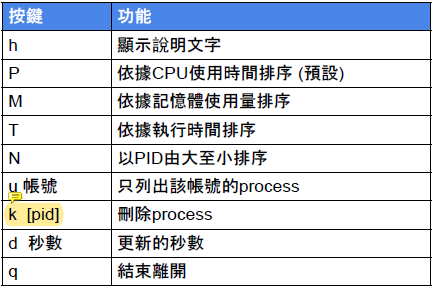 按鍵 功能
h 顯示說明文字
P 依據CPU使用時間排序 (預設)
M 依據記憶體使用量排序
T 依據執行時間排序
N 以PID由大至小排序
u 帳號 只列出該帳號的process
k [pid] 刪除process
d 秒數 更新的秒數
q 結束離開